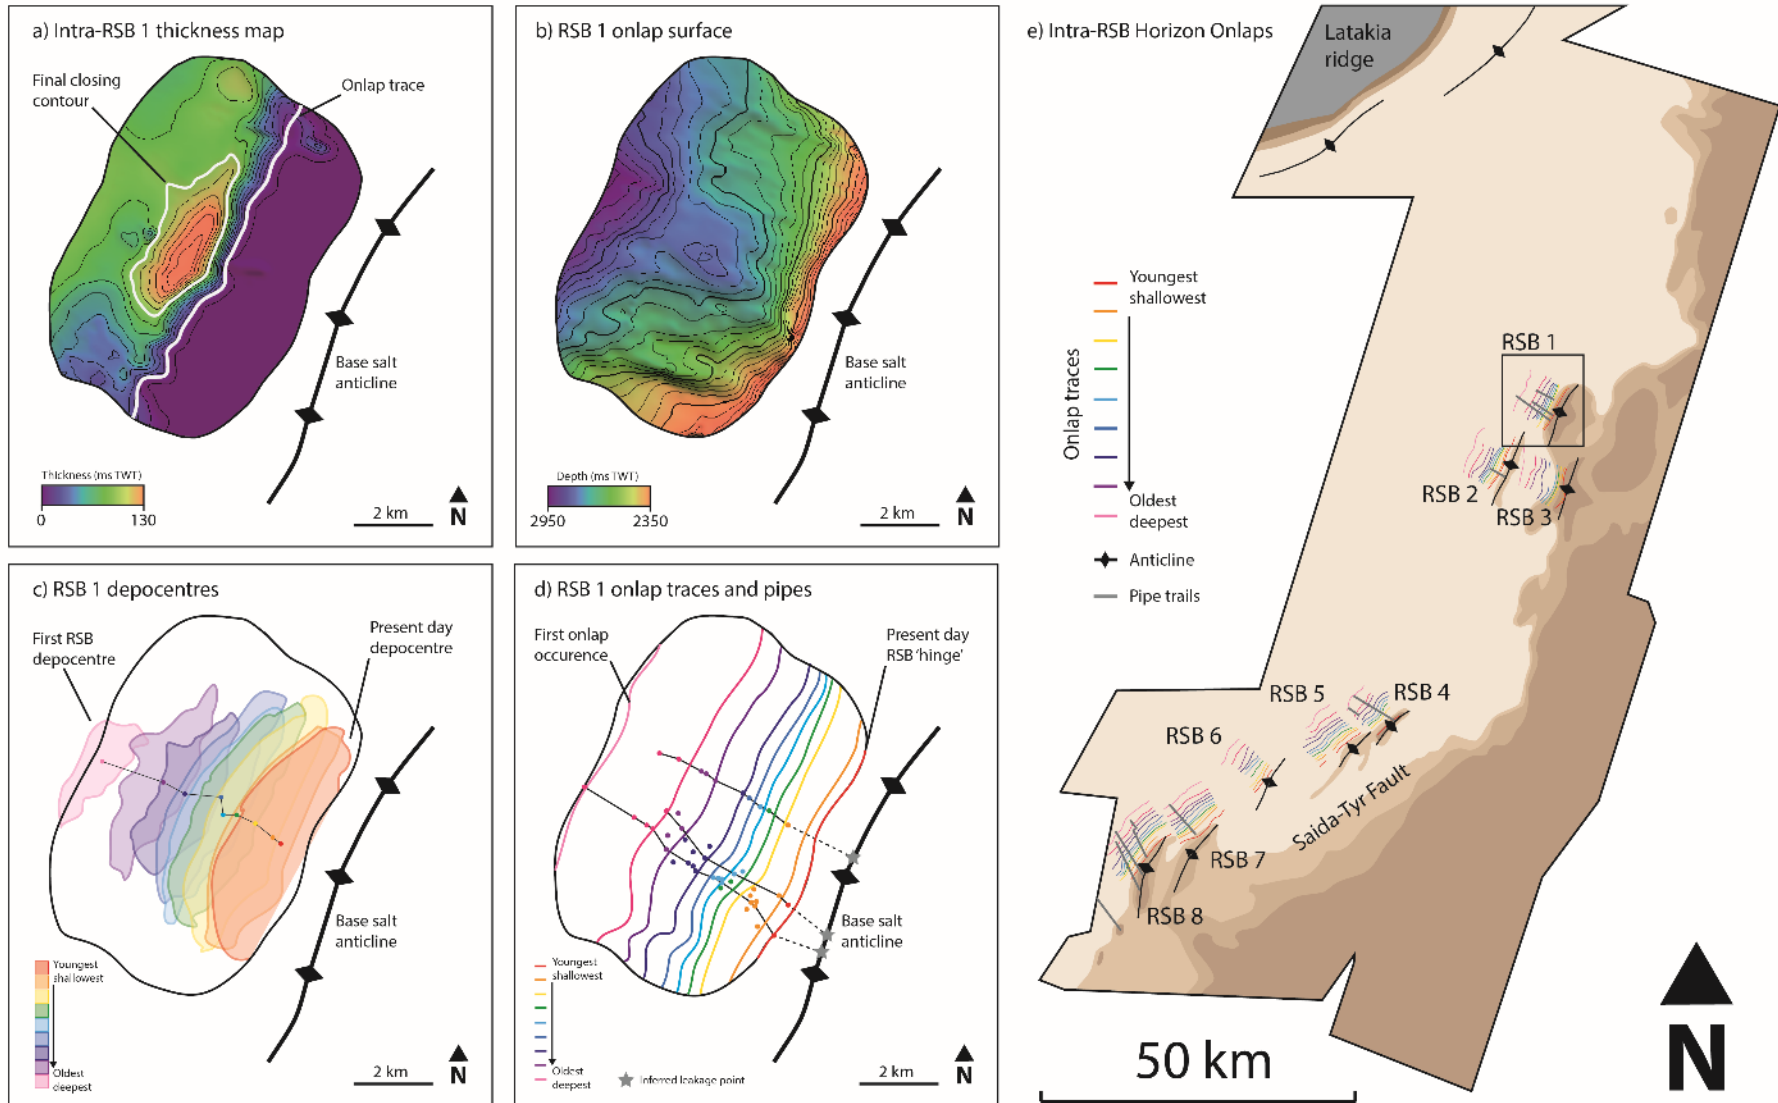 a) Intra-RSB 1 thickness map
Final closing
contour
Onlap trace
Base salt
anticline
Thickness (ms TWT)
0
130
2 km
N
b) RSB 1 onlap surface
Base salt
anticline
Depth (ms TWT)
2950
2350
2 km
N
c) RSB 1 depocentres
First RSB
depocentre
Present day
depocentre
Base salt
anticline
Youngest
shallowest
Oldest
deepest
2 km
N
d) RSB 1 onlap traces and pipes
First onlap
occurence
Present day
RSB 'hinge'
Base salt
anticline
Youngest
shallowest
Oldest
deepest
Inferred leakage point
2 km
N
e) Intra-RSB Horizon Onlaps
Latakia
ridge
Onlap traces
Youngest
shallowest
Oldest
deepest
Anticline
Pipe trails
RSB 1
RSB 2
RSB 3
RSB 4
RSB 5
RSB 6
RSB 7
RSB 8
Saida-Tyr Fault
50 km
N